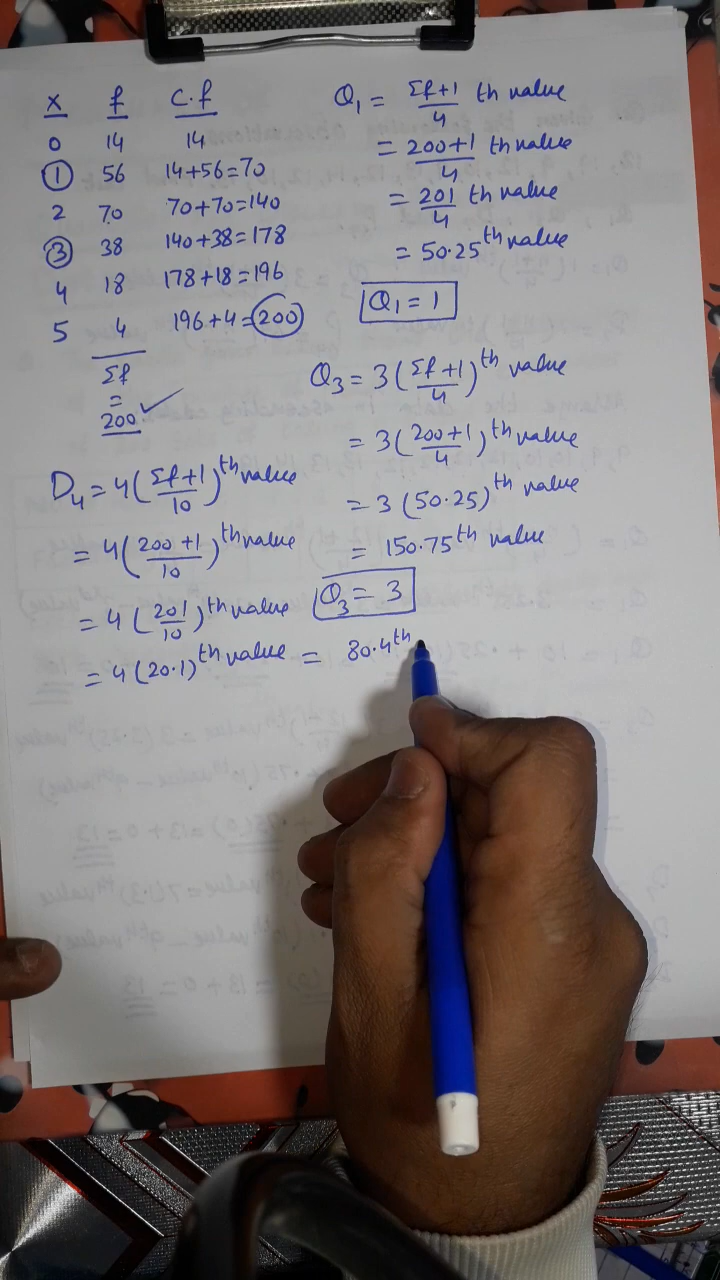 x f c.f
0 14 14
1 56 14+56=70
2 70 70+70=140
3 38 140+38=178
4 18 178+18=196
5 4 196+4=200
Σf
=
200 ✓
Q₁ = Σf+1/4 th value
= 200+1/4 th value
= 201/4 th value
= 50.25th value
Q₁ = 1
Q₃ = 3(Σf+1/4)th value
= 3(200+1/4)th value
= 3(50.25)th value
= 150.75th value
Q₃ = 3
D₄ = 4(Σf+1/10)th value
= 4(200+1/10)th value
= 4(201/10)th value
= 4(20.1)th value = 80.4th